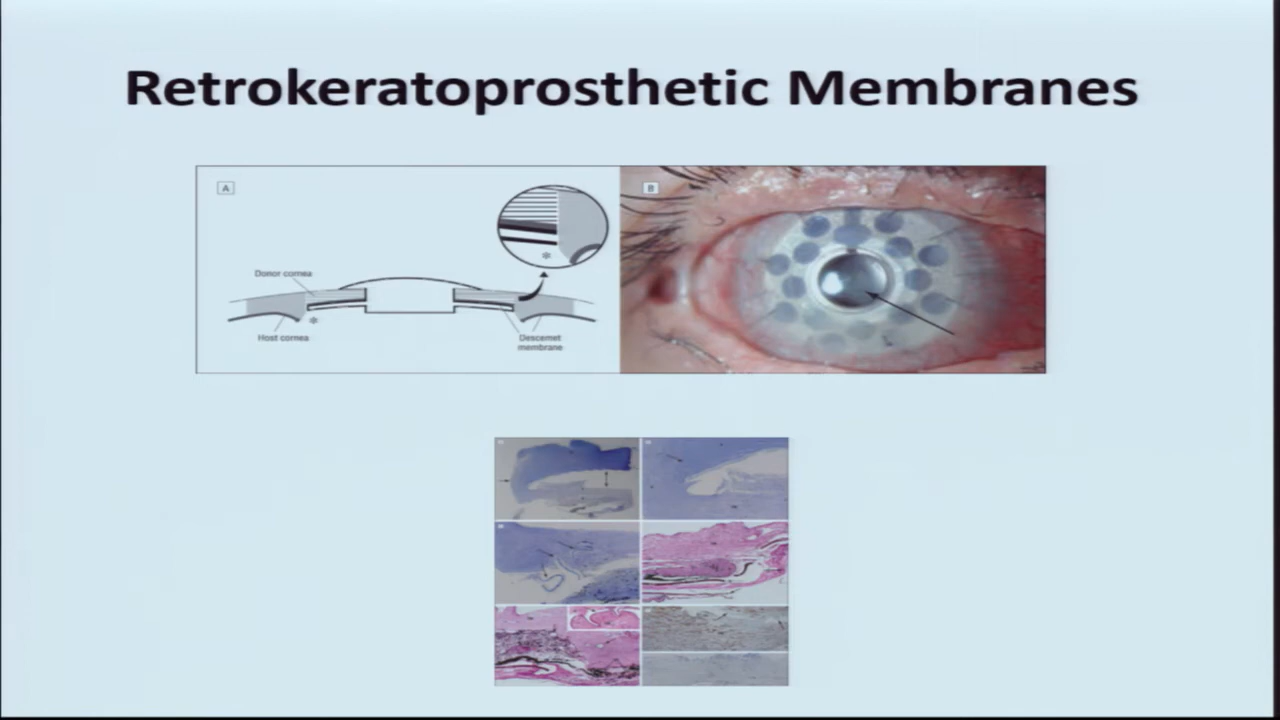 Retrokeratoprosthetic Membranes
A
B
*
Donor cornea
*
Host cornea
Descemet
membrane